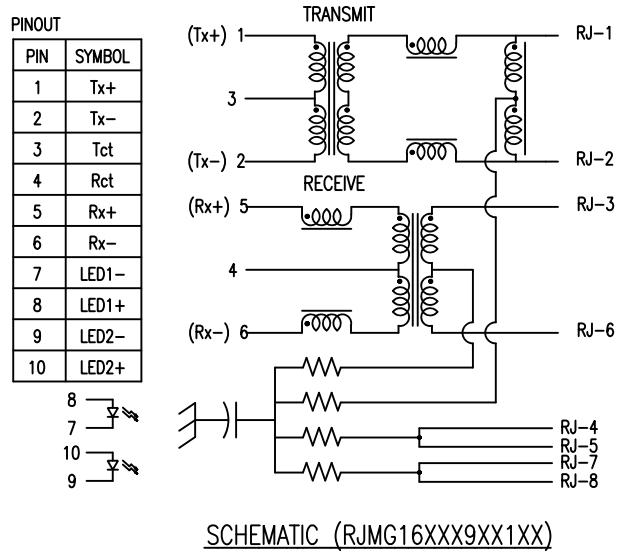 PINOUT
PIN SYMBOL
1 Tx+
2 Tx-
3 Tct
4 Rct
5 Rx+
6 Rx-
7 LED1-
8 LED1+
9 LED2-
10 LED2+
8
7
10
9
TRANSMIT
(Tx+) 1
RJ-1
3
(Tx-) 2
RJ-2
RECEIVE
(Rx+) 5
RJ-3
4
(Rx-) 6
RJ-6
RJ-4
RJ-5
RJ-7
RJ-8
SCHEMATIC (RJMG16XXX9XX1XX)